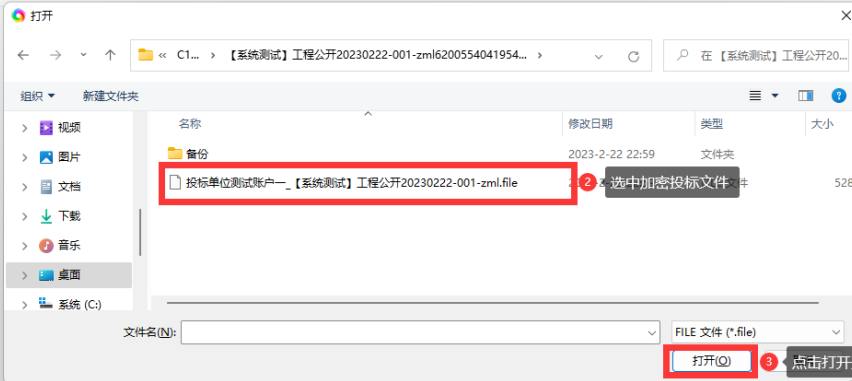 打开
« C1... › 【系统测试】工程公开20230222-001-zml6200554041954... ›
在 【系统测试】工程公开20...
组织 新建文件夹
名称 修改日期 类型 大小
视频
备份 2023-2-22 22:59 文件夹
图片
投标单位测试账户一_【系统测试】工程公开20230222-001-zml.file 2 选中加密投标文件 文件 528
文档
下载
音乐
桌面
系统 (C:)
文件名(N): FILE 文件 (*.file)
打开(O) 3 点击打开